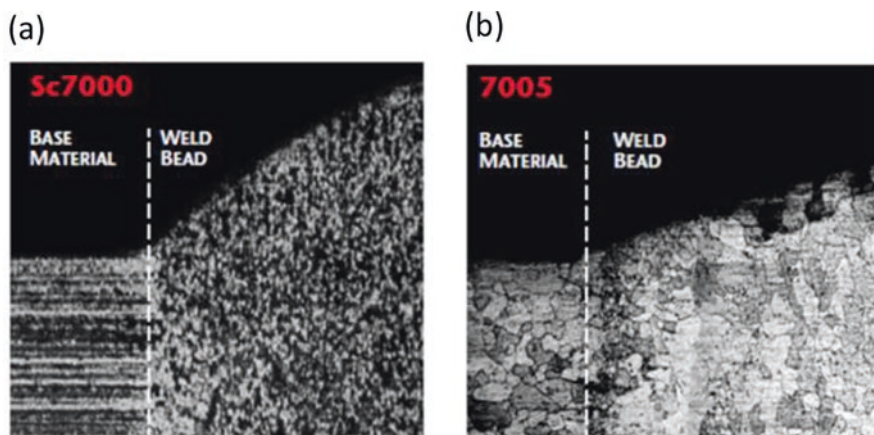 (a)
(b)
Sc7000
7005
BASE
MATERIAL
WELD
BEAD
BASE
MATERIAL
WELD
BEAD